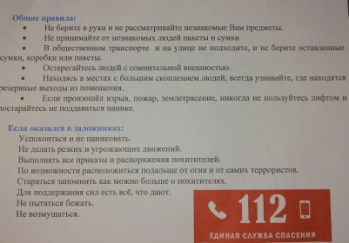 Общие правила:
• Не берите в руки и не рассматривайте незнакомые Вам предметы.
• Не принимайте от незнакомых людей пакеты и сумки
• В общественном транспорте и на улице не подходите, и не берите оставленные
сумки, коробки или пакеты.
• Остерегайтесь людей с сомнительной внешностью.
• Находясь в местах с большим скоплением людей, всегда узнавайте, где находятся
резервные выходы из помещения.
• Если произошёл взрыв, пожар, землетрясение, никогда не пользуйтесь лифтом и
постарайтесь не поддаваться панике.
Если оказался в заложниках:
Успокоиться и не паниковать.
Не делать резких и угрожающих движений.
Выполнять все приказы и распоряжения похитителей.
По возможности расположиться подальше от огня и от самих террористов.
Стараться запомнить как можно больше о похитителях.
Для поддержания сил есть всё, что дают.
Не пытаться бежать.
Не возмущаться.
112
ЕДИНАЯ СЛУЖБА СПАСЕНИЯ